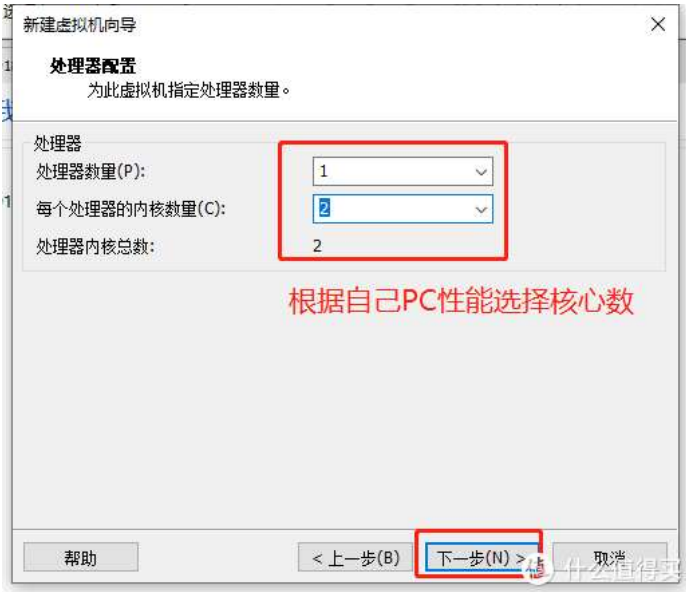 新建虚拟机向导
处理器配置
为此虚拟机指定处理器数量。
处理器
处理器数量(P): 1
每个处理器的内核数量(C): 2
处理器内核总数: 2
根据自己PC性能选择核心数
帮助 < 上一步(B) 下一步(N) > 取消
值 什么值得买